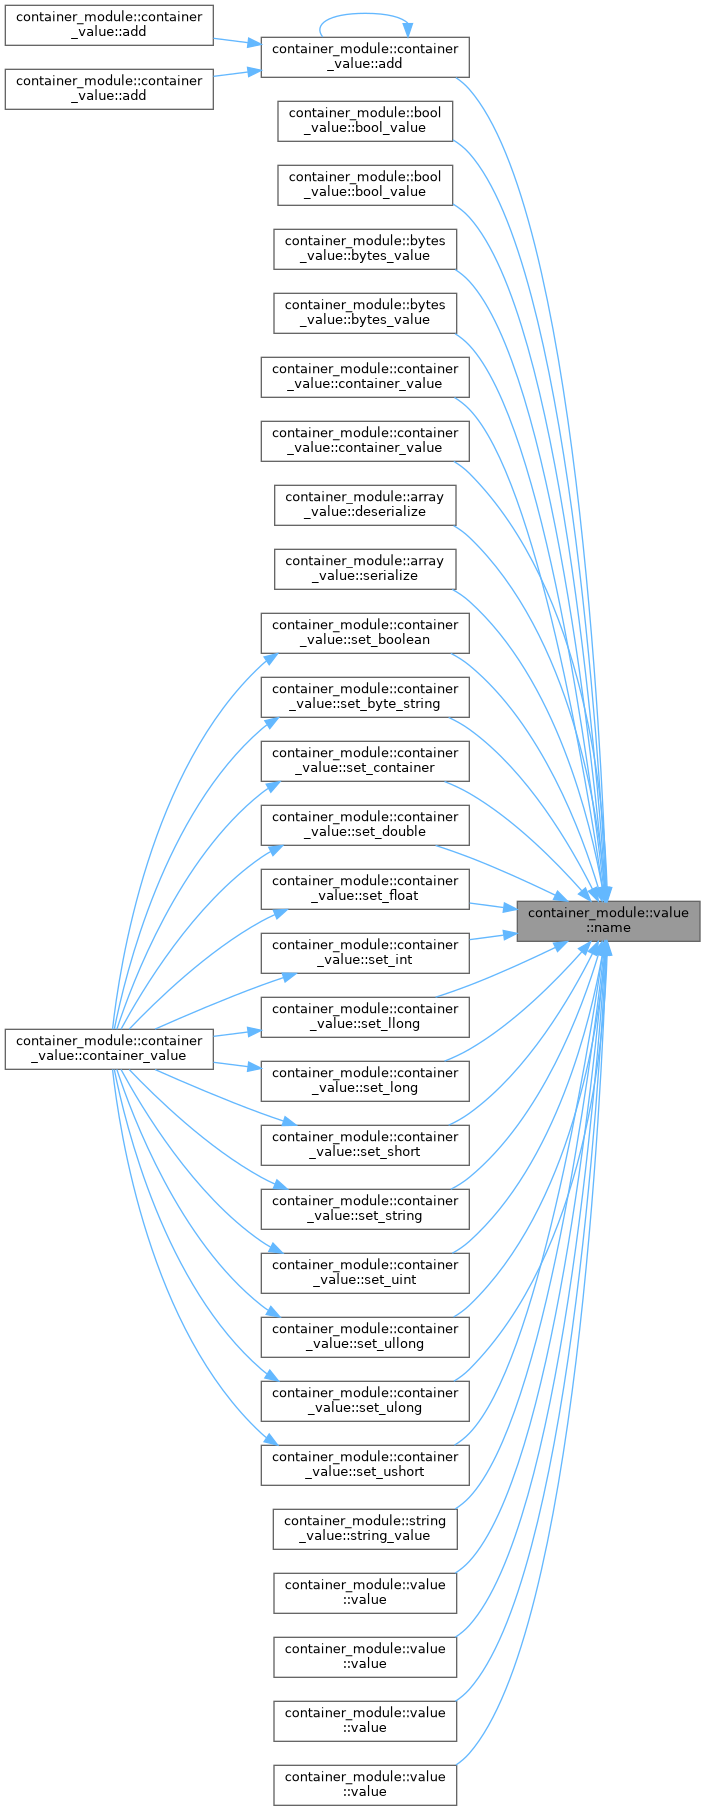 container_module::container
_value::add
container_module::container
_value::add
container_module::container
_value::add
container_module::bool
_value::bool_value
container_module::bool
_value::bool_value
container_module::bytes
_value::bytes_value
container_module::bytes
_value::bytes_value
container_module::container
_value::container_value
container_module::container
_value::container_value
container_module::array
_value::deserialize
container_module::array
_value::serialize
container_module::container
_value::set_boolean
container_module::container
_value::set_byte_string
container_module::container
_value::set_container
container_module::container
_value::set_double
container_module::container
_value::set_float
container_module::value
::name
container_module::container
_value::set_int
container_module::container
_value::set_llong
container_module::container
_value::container_value
container_module::container
_value::set_long
container_module::container
_value::set_short
container_module::container
_value::set_string
container_module::container
_value::set_uint
container_module::container
_value::set_ullong
container_module::container
_value::set_ulong
container_module::container
_value::set_ushort
container_module::string
_value::string_value
container_module::value
::value
container_module::value
::value
container_module::value
::value
container_module::value
::value